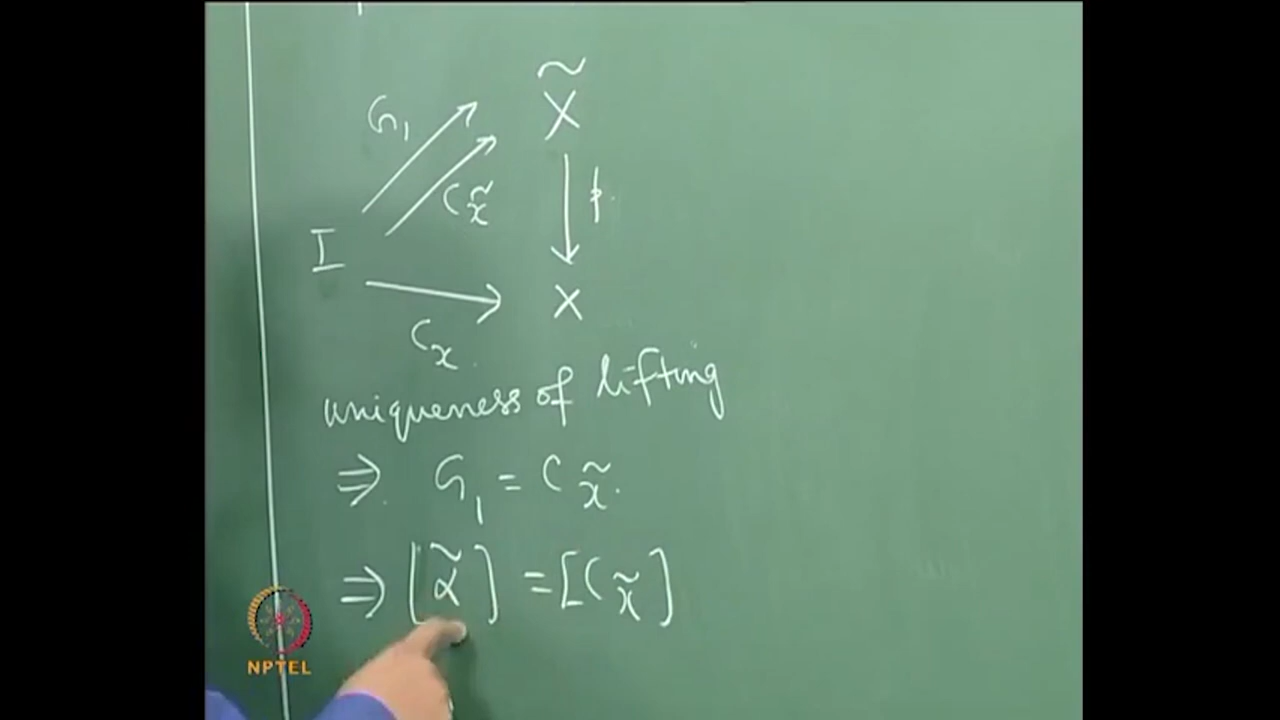 X̃
G₁
C_x̃
p
I
X
C_x
uniqueness of lifting
⇒ G₁ = C_x̃.
⇒ [α̃] = [C_x̃]
NPTEL